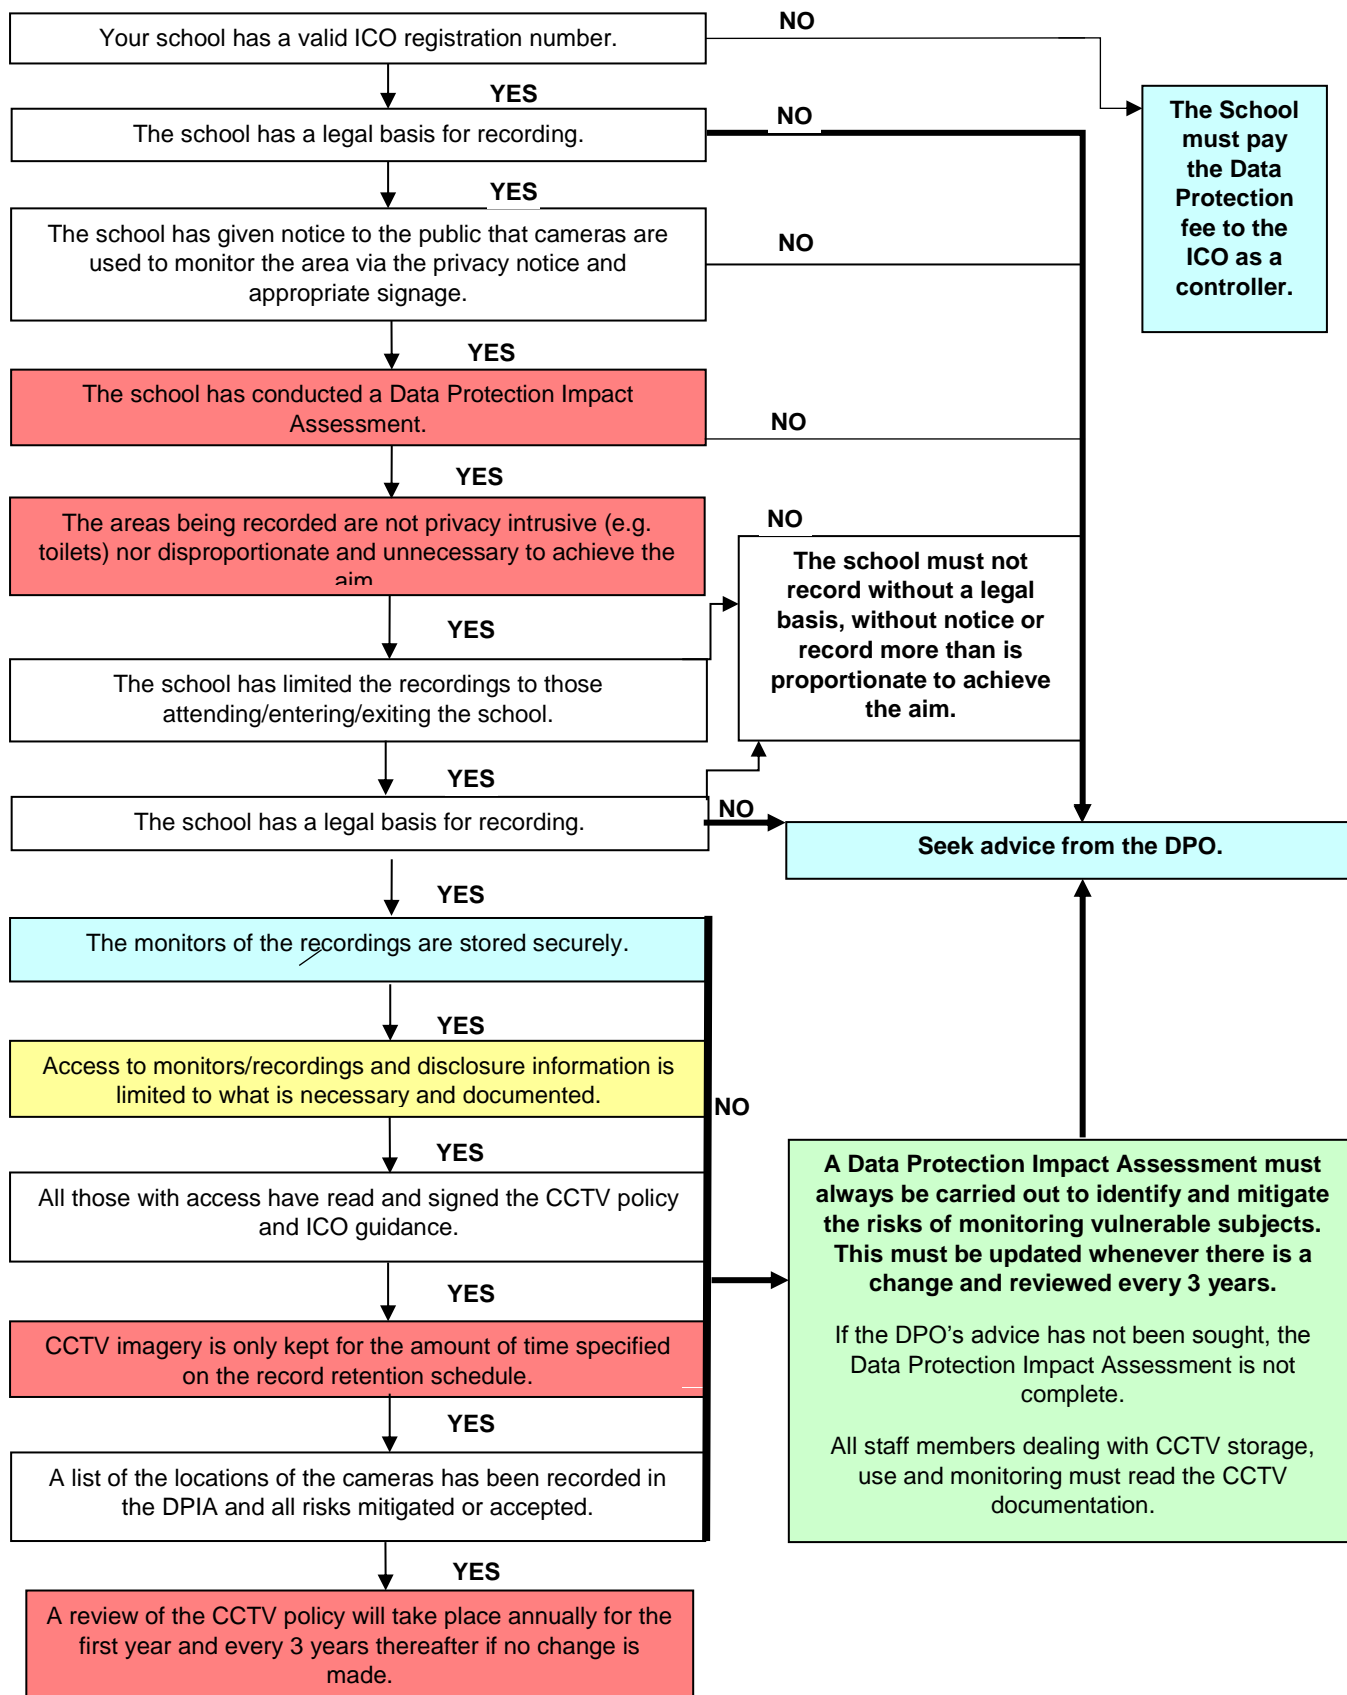 Your school has a valid ICO registration number.
NO
YES
The school has a legal basis for recording.
NO
The School
must pay
the Data
Protection
fee to the
ICO as a
controller.
YES
The school has given notice to the public that cameras are
used to monitor the area via the privacy notice and
appropriate signage.
NO
YES
The school has conducted a Data Protection Impact
Assessment.
NO
YES
The areas being recorded are not privacy intrusive (e.g.
toilets) nor disproportionate and unnecessary to achieve the
aim
NO
The school must not
record without a legal
basis, without notice or
record more than is
proportionate to achieve
the aim.
YES
The school has limited the recordings to those
attending/entering/exiting the school.
YES
The school has a legal basis for recording.
NO
Seek advice from the DPO.
YES
The monitors of the recordings are stored securely.
YES
Access to monitors/recordings and disclosure information is
limited to what is necessary and documented.
NO
YES
All those with access have read and signed the CCTV policy
and ICO guidance.
YES
CCTV imagery is only kept for the amount of time specified
on the record retention schedule.
YES
A list of the locations of the cameras has been recorded in
the DPIA and all risks mitigated or accepted.
A Data Protection Impact Assessment must
always be carried out to identify and mitigate
the risks of monitoring vulnerable subjects.
This must be updated whenever there is a
change and reviewed every 3 years.
If the DPO's advice has not been sought, the
Data Protection Impact Assessment is not
complete.
All staff members dealing with CCTV storage,
use and monitoring must read the CCTV
documentation.
YES
A review of the CCTV policy will take place annually for the
first year and every 3 years thereafter if no change is
made.